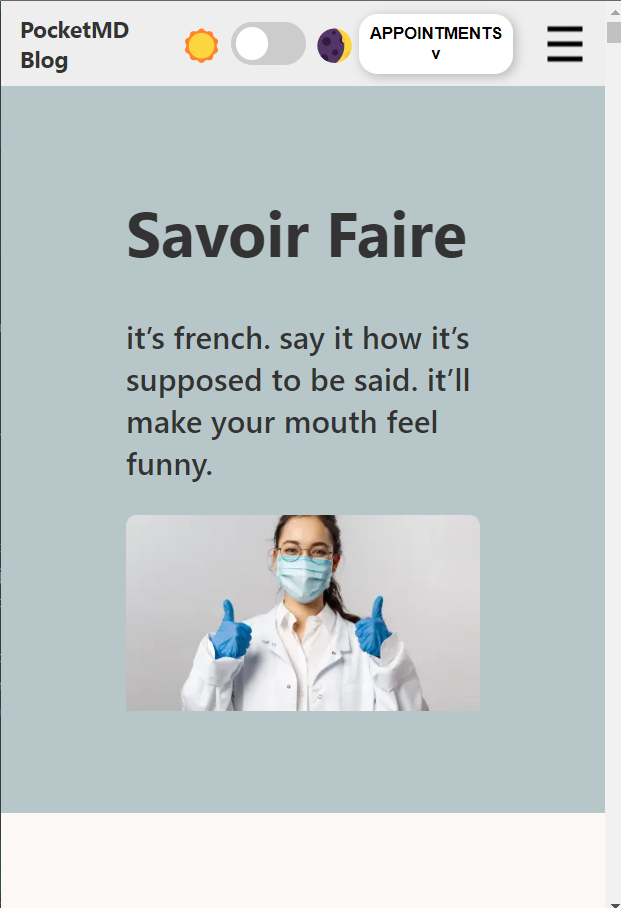 PocketMD
Blog
APPOINTMENTS
v
Savoir Faire
it’s french. say it how it’s
supposed to be said. it’ll
make your mouth feel
funny.